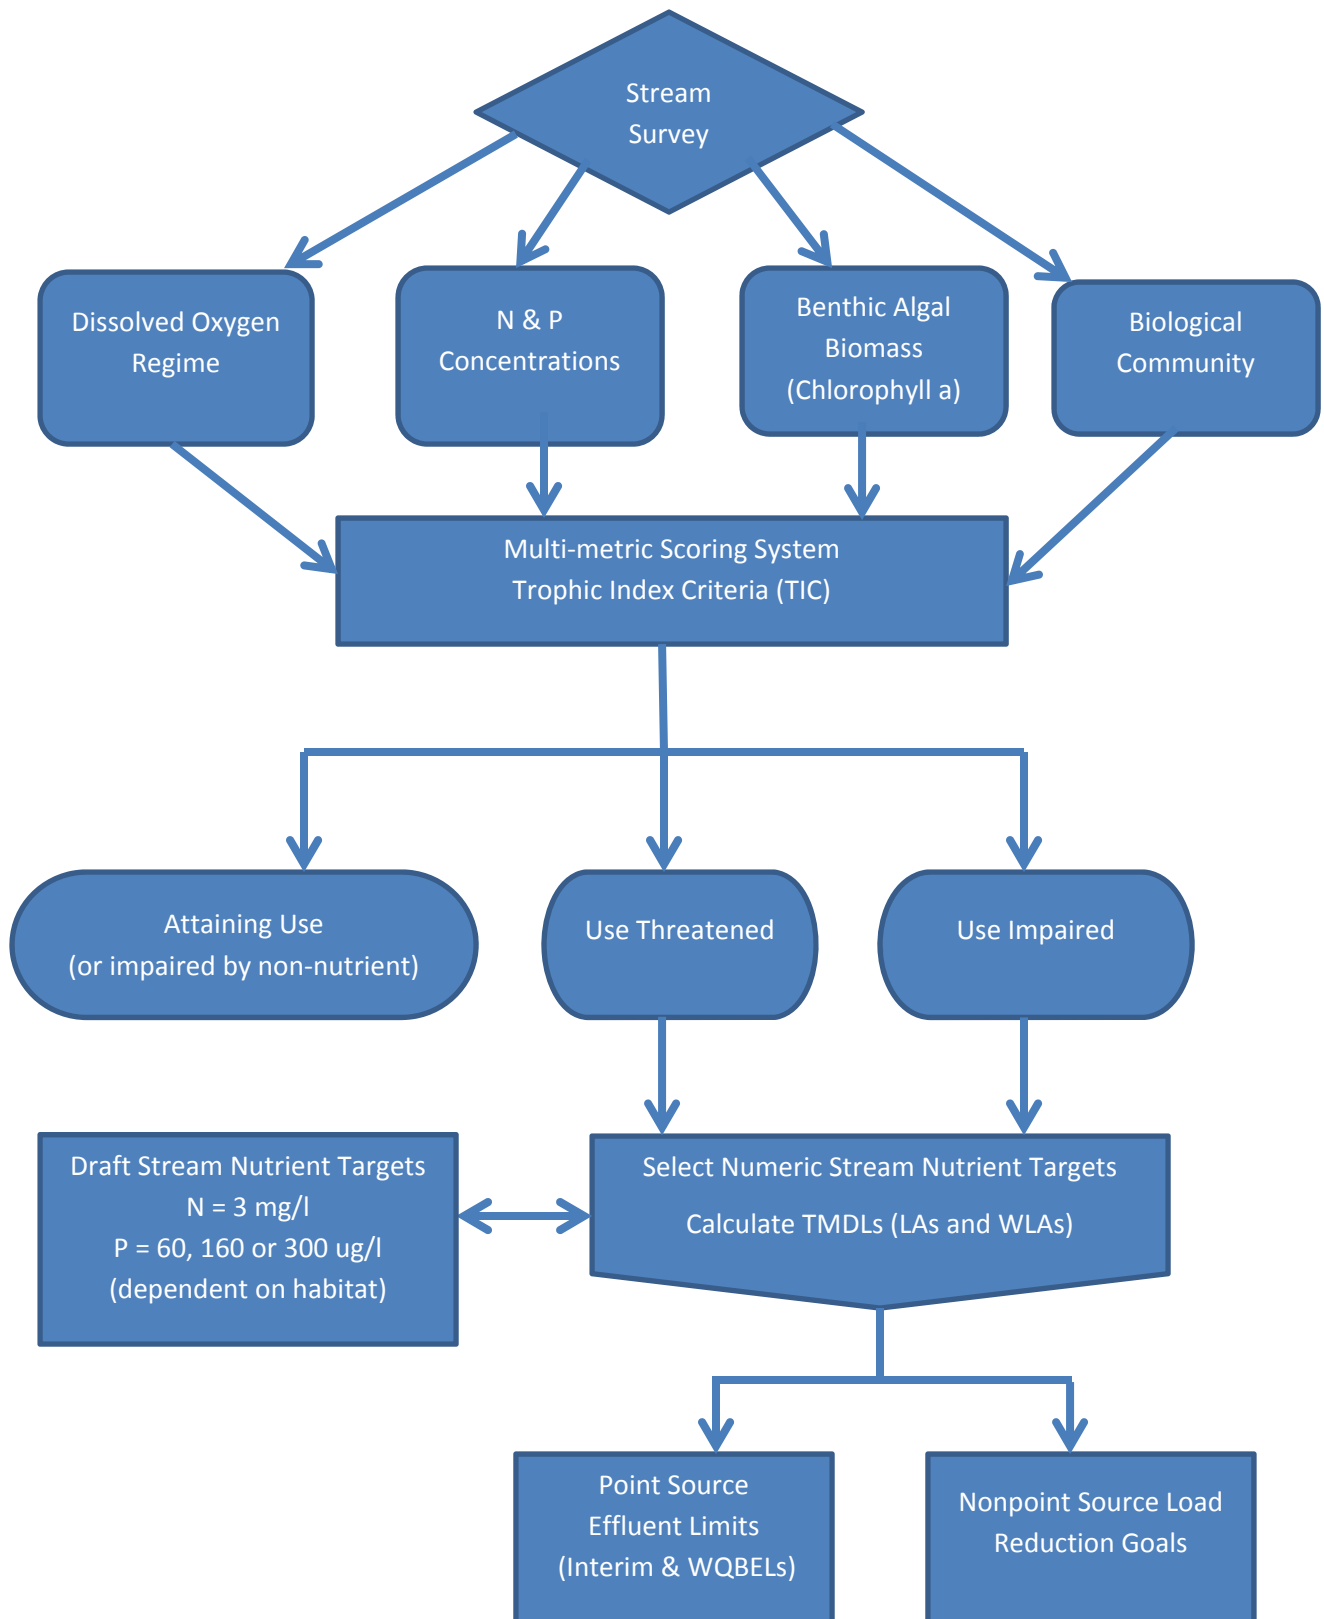 Stream
Survey
Dissolved Oxygen
Regime
N & P
Concentrations
Benthic Algal
Biomass
(Chlorophyll a)
Biological
Community
Multi-metric Scoring System
Trophic Index Criteria (TIC)
Attaining Use
(or impaired by non-nutrient)
Use Threatened
Use Impaired
Draft Stream Nutrient Targets
N = 3 mg/l
P = 60, 160 or 300 ug/l
(dependent on habitat)
Select Numeric Stream Nutrient Targets
Calculate TMDLs (LAs and WLAs)
Point Source
Effluent Limits
(Interim & WQBELs)
Nonpoint Source Load
Reduction Goals